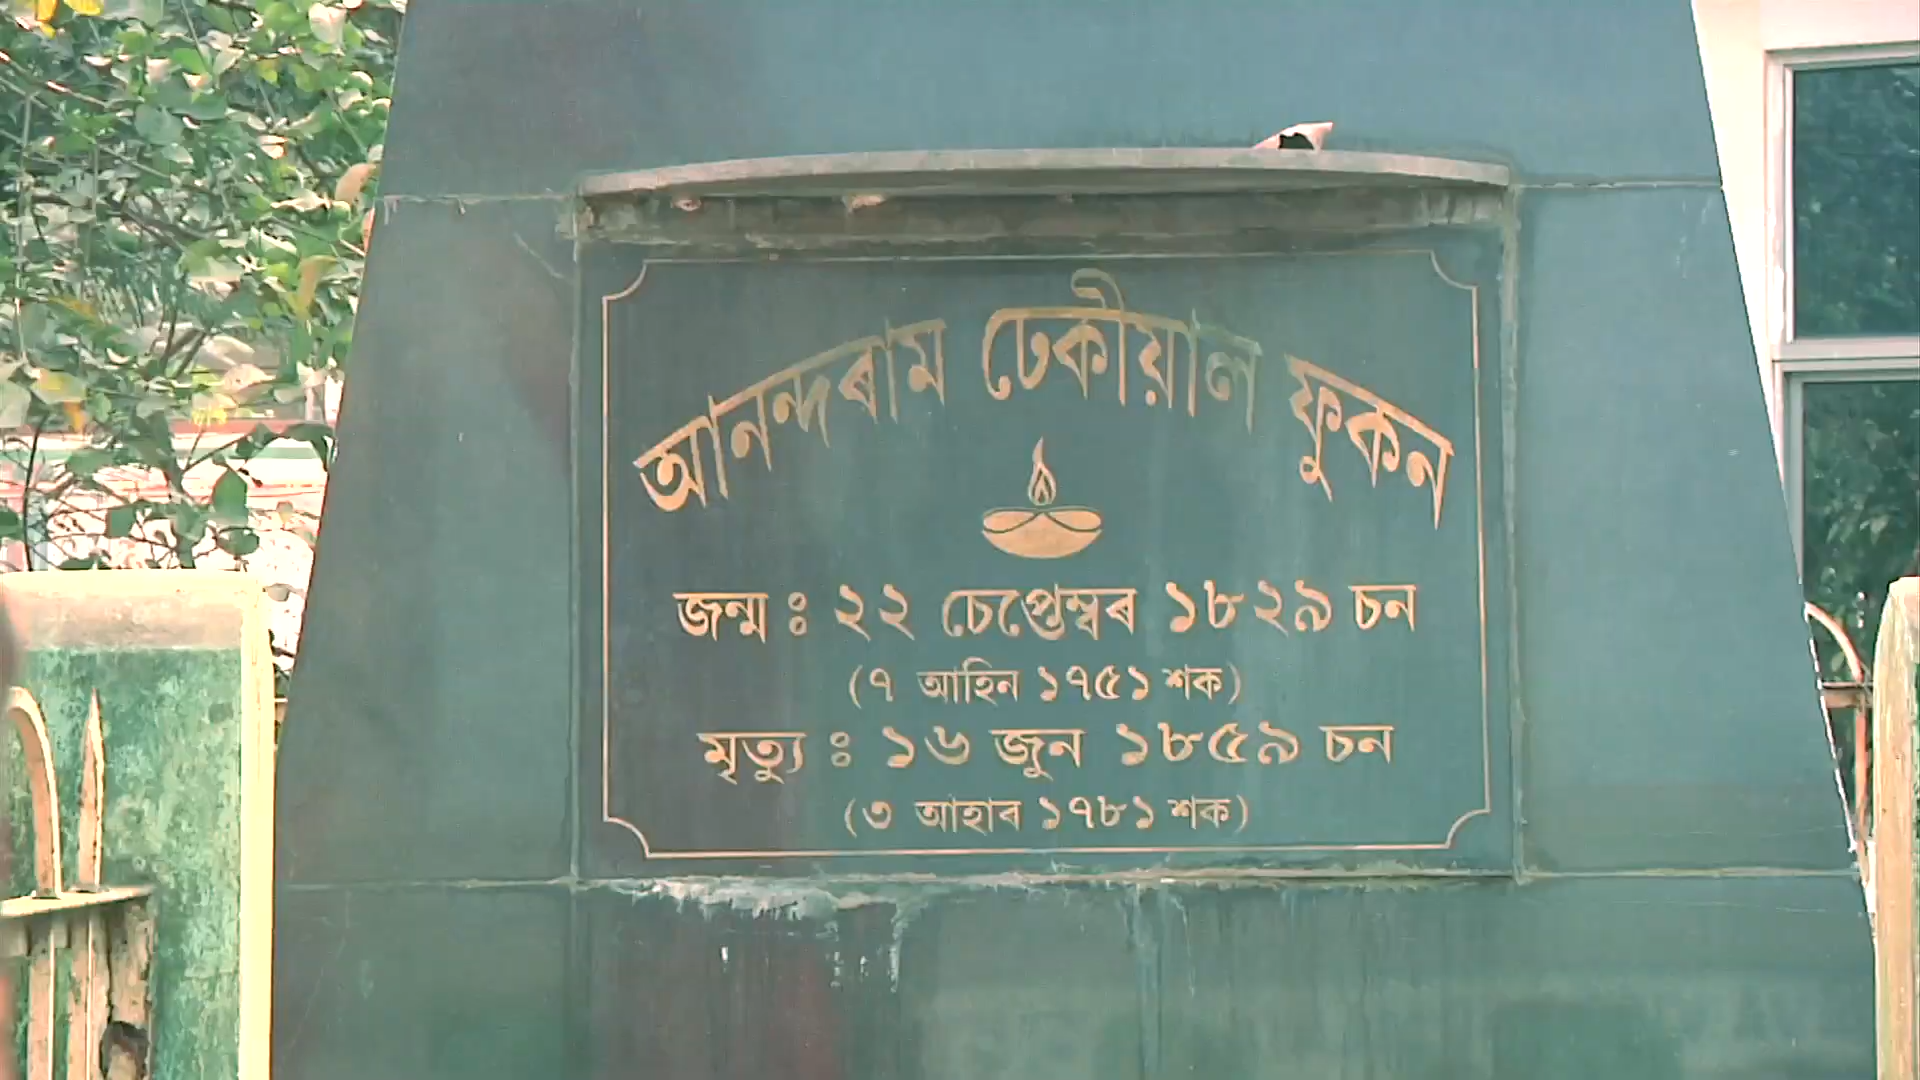 আনন্দৰাম ঢেকীয়াল ফুকন
জন্ম : ২২ চেপ্তেম্বৰ ১৮২৯ চন
(৭ আহিন ১৭৫১ শক)
মৃত্যু : ১৬ জুন ১৮৫৯ চন
(৩ আহাৰ ১৭৮১ শক)